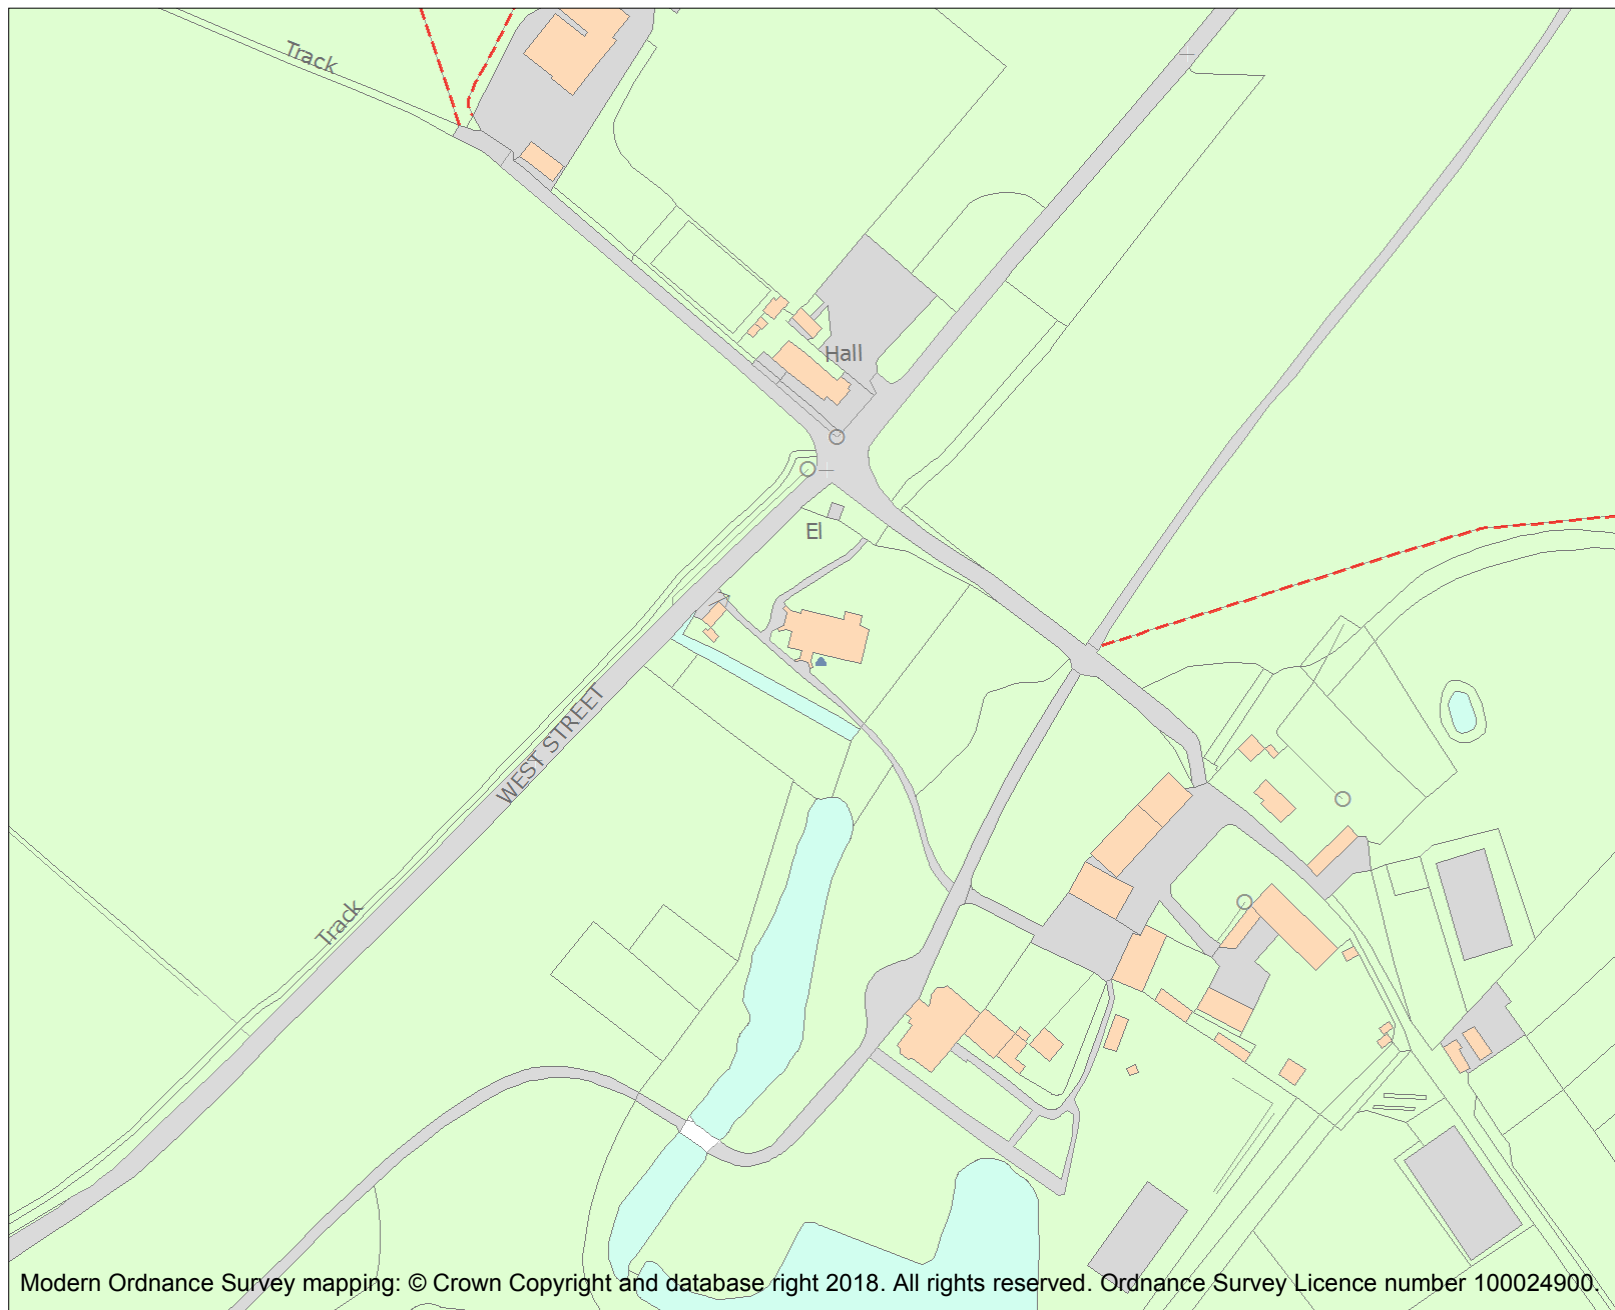 Track
Hall
El
WEST STREET
Track
Modern Ordnance Survey mapping: © Crown Copyright and database right 2018. All rights reserved. Ordnance Survey Licence number 100024900.